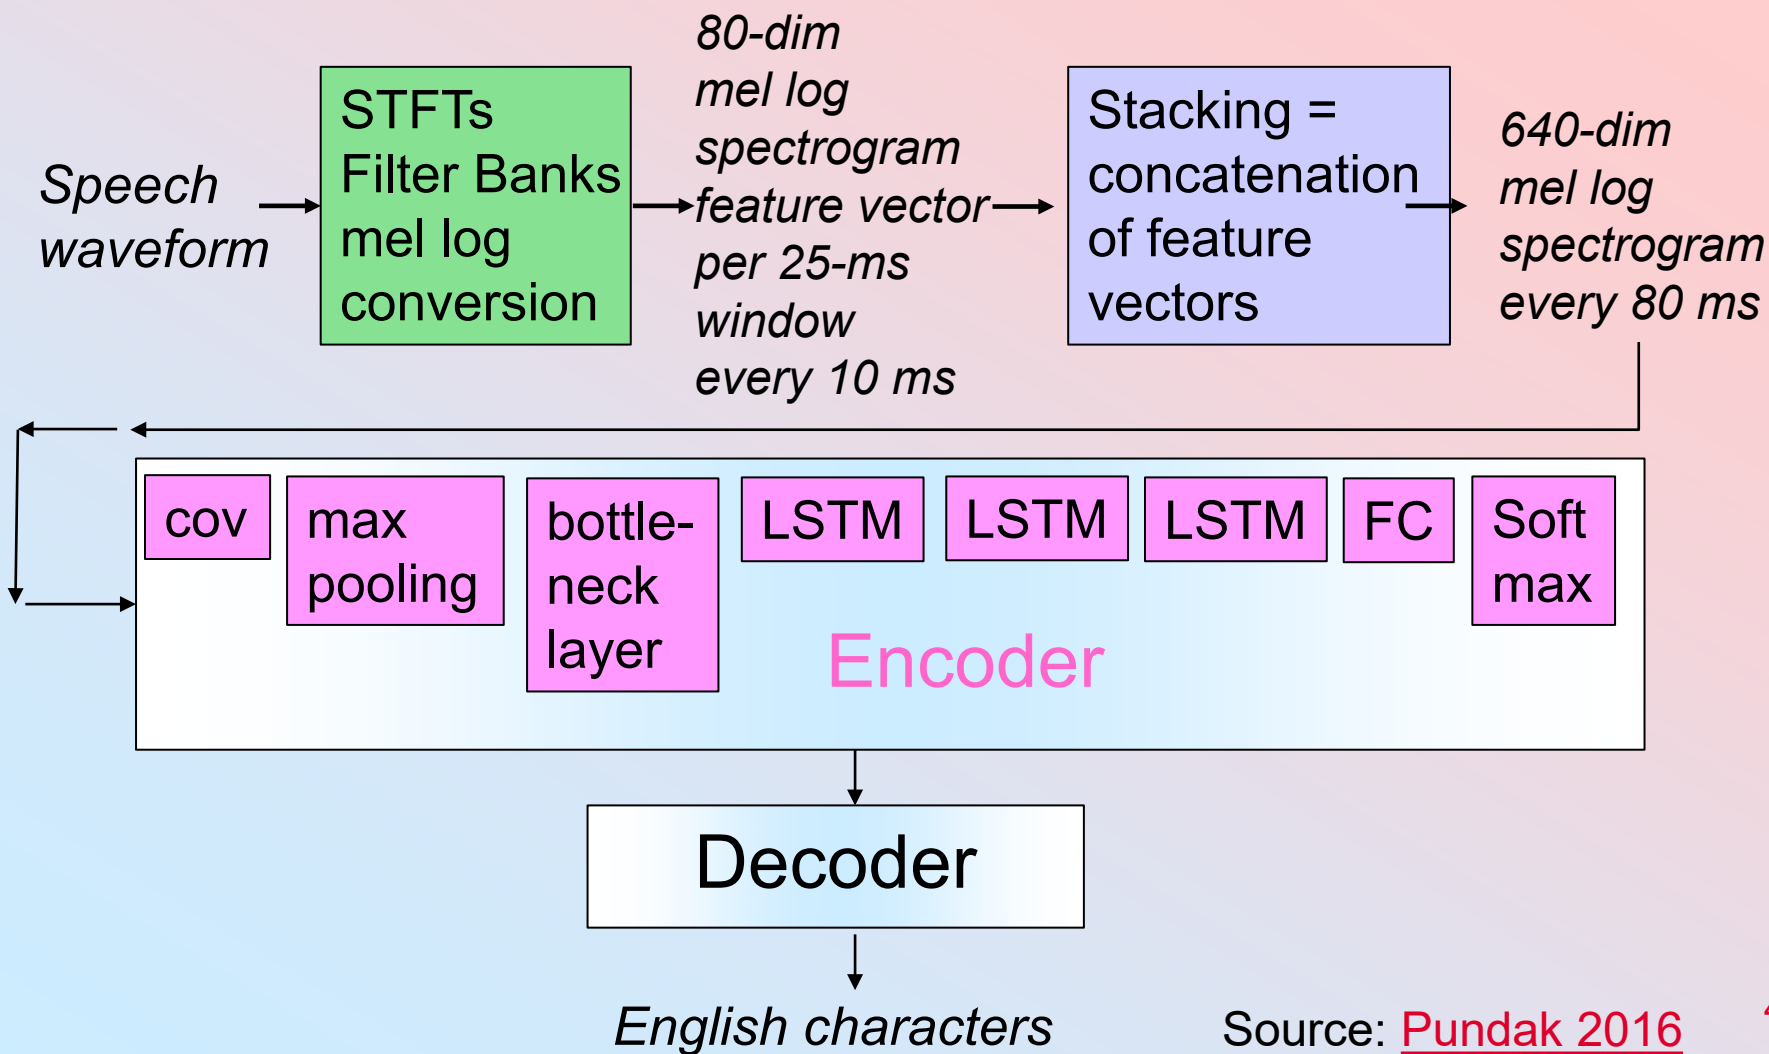 Speech
waveform
STFTs
Filter Banks
mel log
conversion
80-dim
mel log
spectrogram
feature vector
per 25-ms
window
every 10 ms
Stacking =
concatenation
of feature
vectors
640-dim
mel log
spectrogram
every 80 ms
cov
max
pooling
bottle-
neck
layer
LSTM
LSTM
LSTM
FC
Soft
max
Encoder
Decoder
English characters
Source: Pundak 2016